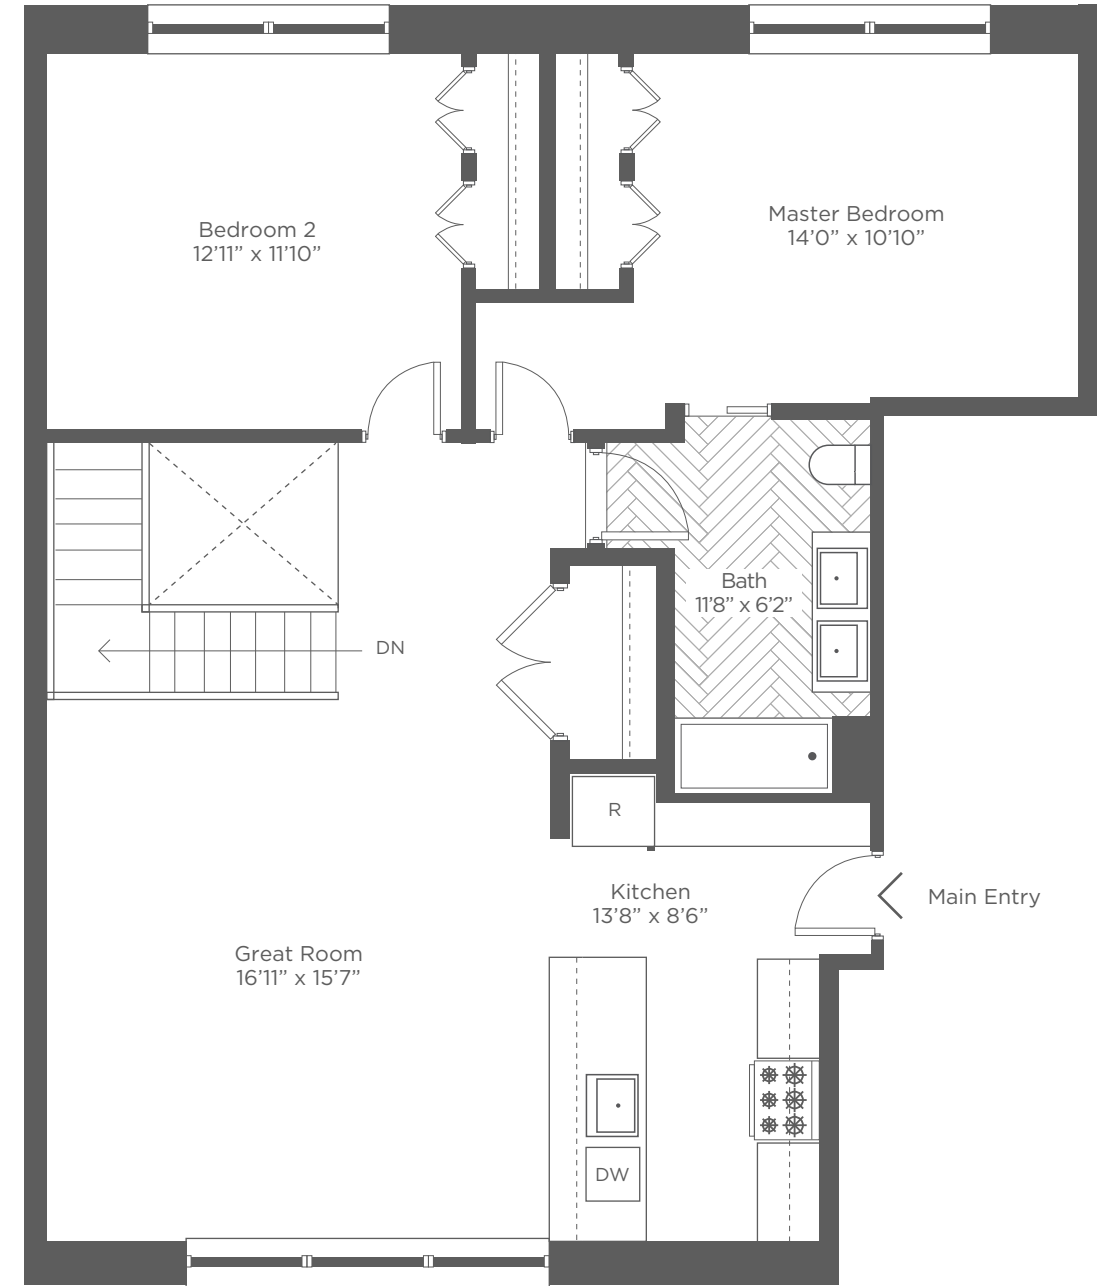 Bedroom 2
12’11” x 11’10”
Master Bedroom
14’0” x 10’10”
Bath
11’8” x 6’2”
DN
R
Kitchen
13’8” x 8’6”
Main Entry
Great Room
16’11” x 15’7”
DW